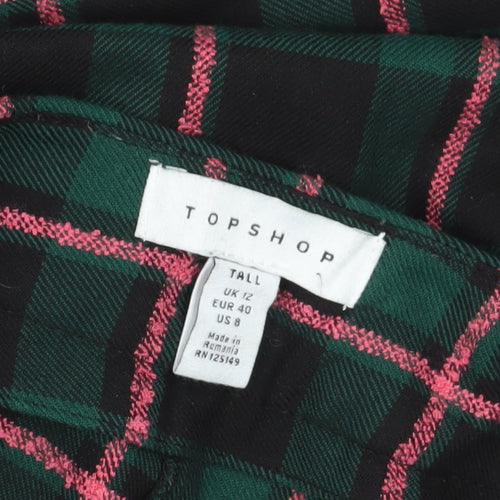 TOPSHOP
TALL
UK 12
EUR 40
US 8
Made in
Romania
RN125149